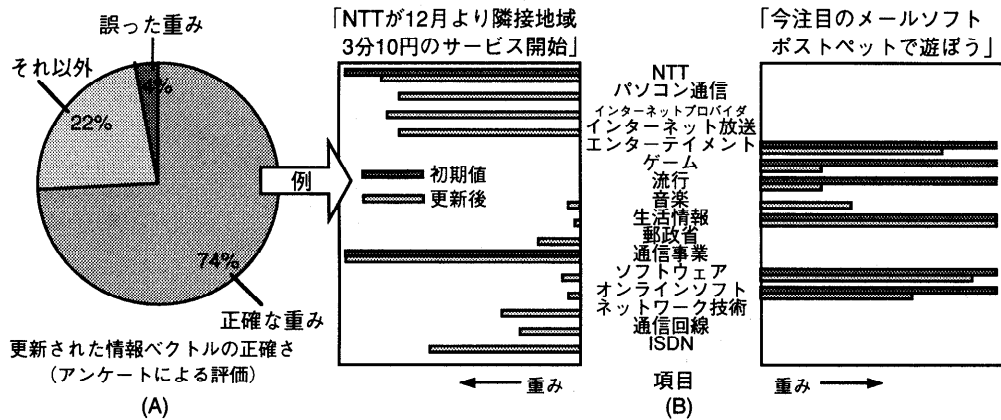 誤った重み
4%
それ以外
22%
74%
正確な重み
更新された情報ベクトルの正確さ
(アンケートによる評価)
(A)
例
「NTTが12月より隣接地域
3分10円のサービス開始」
初期値
更新後
重み
NTT
パソコン通信
インターネットプロバイダ
インターネット放送
エンターテイメント
ゲーム
流行
音楽
生活情報
郵政省
通信事業
ソフトウェア
オンラインソフト
ネットワーク技術
通信回線
ISDN
項目
(B)
「今注目のメールソフト
ポストペットで遊ぼう」
重み